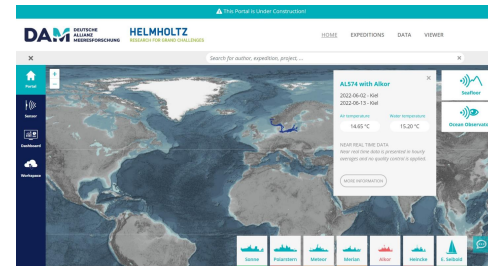 This Portal Is Under Construction!
DAM DEUTSCHE ALLIANZ MEERESFORSCHUNG
HELMHOLTZ
RESEARCH FOR GRAND CHALLENGES
HOME EXPEDITIONS DATA VIEWER
Search for author, expedition, project, ...
Portal
Sensor
Dashboard
Workspace
AL574 with Alkor
2022-06-02 - Kiel
2022-06-13 - Kiel
Air temperature Water temperature
14.65 °C 15.20 °C
NEAR REAL TIME DATA
Near real time data is presented in hourly
averages and no quality control is applied.
MORE INFORMATION
Seafloor
Ocean Observatio
Sonne Polarstern Meteor Merian Alkor Heincke E. Seibold